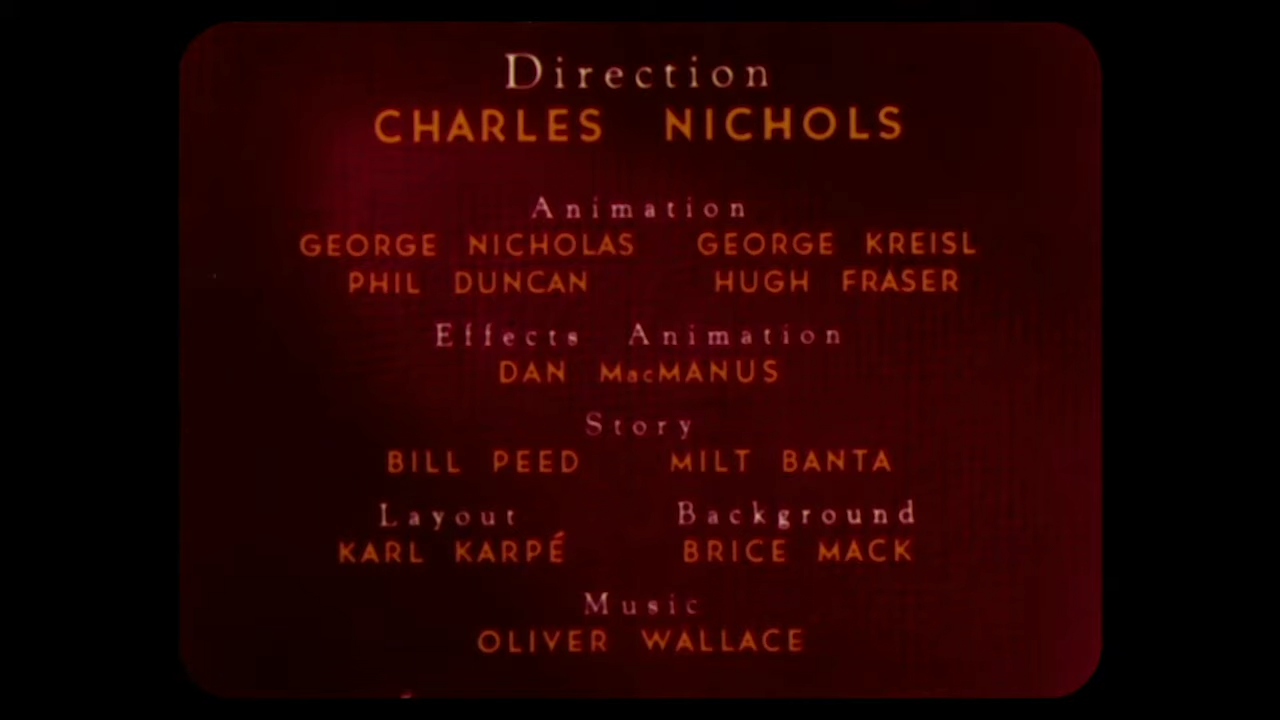 Direction
CHARLES NICHOLS
Animation
GEORGE NICHOLAS GEORGE KREISL
PHIL DUNCAN HUGH FRASER
Effects Animation
DAN MacMANUS
Story
BILL PEED MILT BANTA
Layout Background
KARL KARPÉ BRICE MACK
Music
OLIVER WALLACE